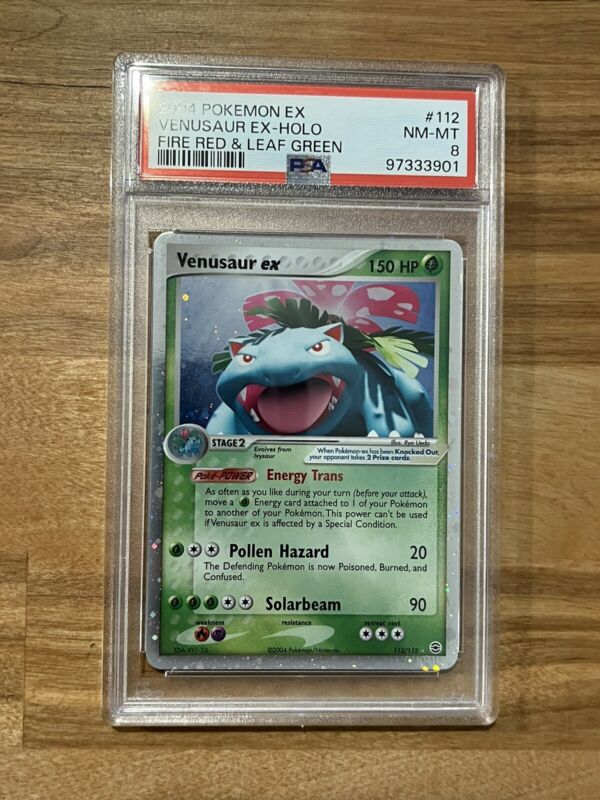 2004 POKEMON EX #112
VENUSAUR EX-HOLO NM-MT
FIRE RED & LEAF GREEN 8
PSA 97333901
Venusaur ex 150 HP
Illus. Ryo Ueda
STAGE2
Evolves from
Ivysaur
When Pokémon-ex has been Knocked Out,
your opponent takes 2 Prize cards.
Poké-POWER Energy Trans
As often as you like during your turn (before your attack),
move a Energy card attached to 1 of your Pokémon
to another of your Pokémon. This power can't be used
if Venusaur ex is affected by a Special Condition.
Pollen Hazard 20
The Defending Pokémon is now Poisoned, Burned, and
Confused.
Solarbeam 90
weakness resistance retreat cost
©2004 Pokémon/Nintendo. 112/112